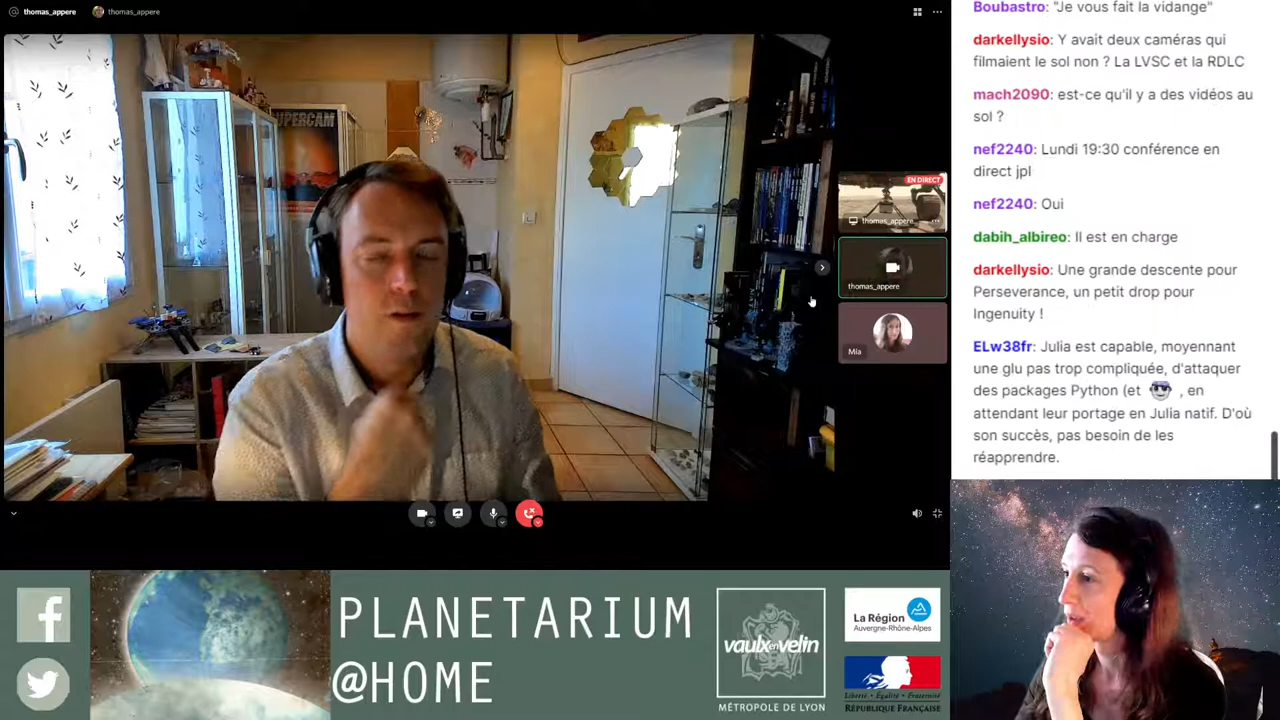 thomas_appere
thomas_appere
SUPERCAM
EN DIRECT
thomas_appere
thomas_appere
Mia
Boubastro: "Je vous fait la vidange"
darkellysio: Y avait deux caméras qui
filmaient le sol non ? La LVSC et la RDLC
mach2090: est-ce qu'il y a des vidéos au
sol ?
nef2240: Lundi 19:30 conférence en
direct jpl
nef2240: Oui
dabih_albireo: Il est en charge
darkellysio: Une grande descente pour
Perseverance, un petit drop pour
Ingenuity !
ELw38fr: Julia est capable, moyennant
une glu pas trop compliquée, d'attaquer
des packages Python (et , en
attendant leur portage en Julia natif. D'où
son succès, pas besoin de les
réapprendre.
PLANETARIUM
@HOME
vaulx en velin
MÉTROPOLE DE LYON
La Région
Auvergne-Rhône-Alpes
Liberté • Égalité • Fraternité
RÉPUBLIQUE FRANÇAISE